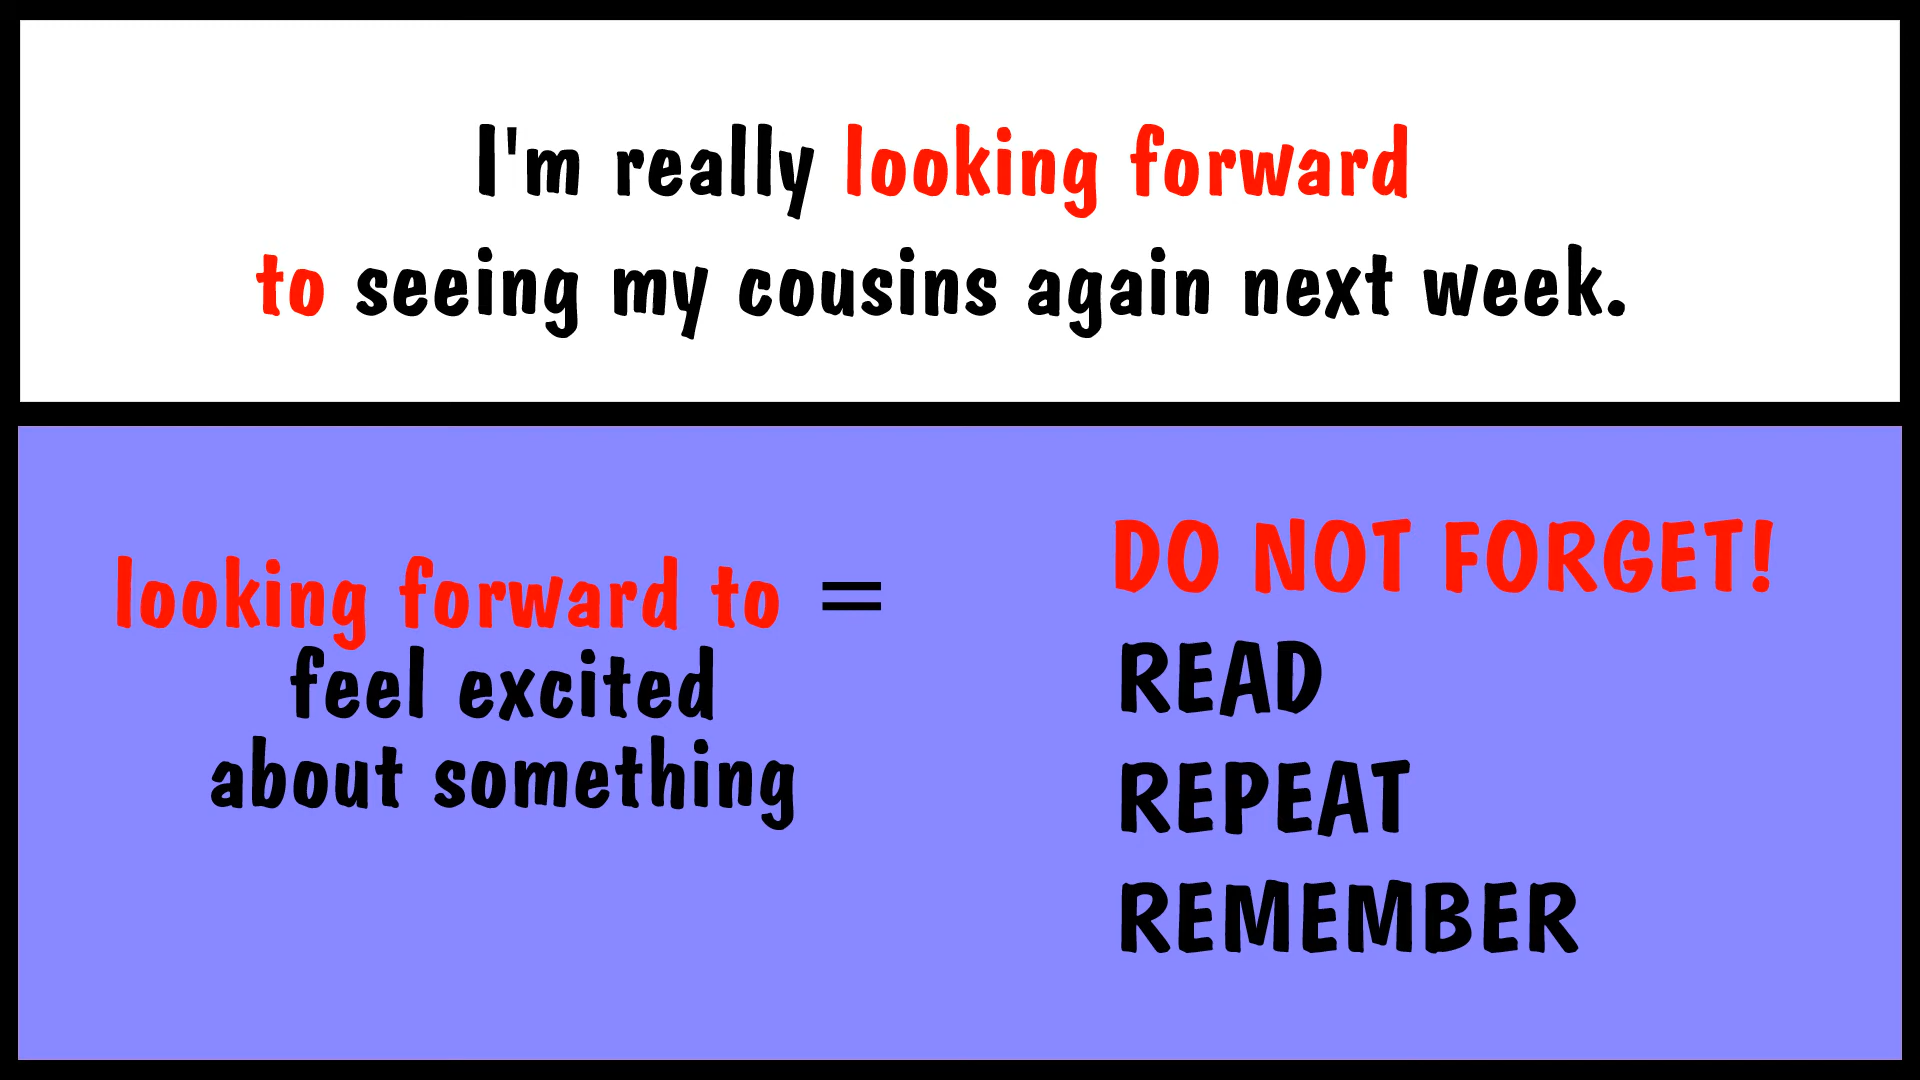 I'm really looking forward
to seeing my cousins again next week.
looking forward to =
feel excited
about something
DO NOT FORGET!
READ
REPEAT
REMEMBER